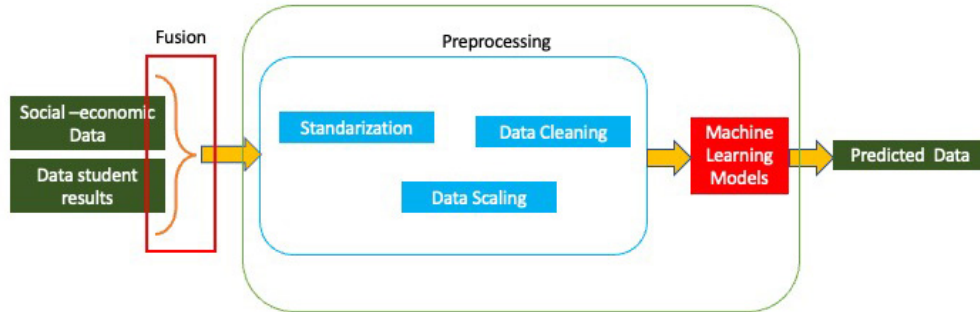 Fusion
Preprocessing
Social –economic
Data
Data student
results
Standarization
Data Cleaning
Data Scaling
Machine
Learning
Models
Predicted Data